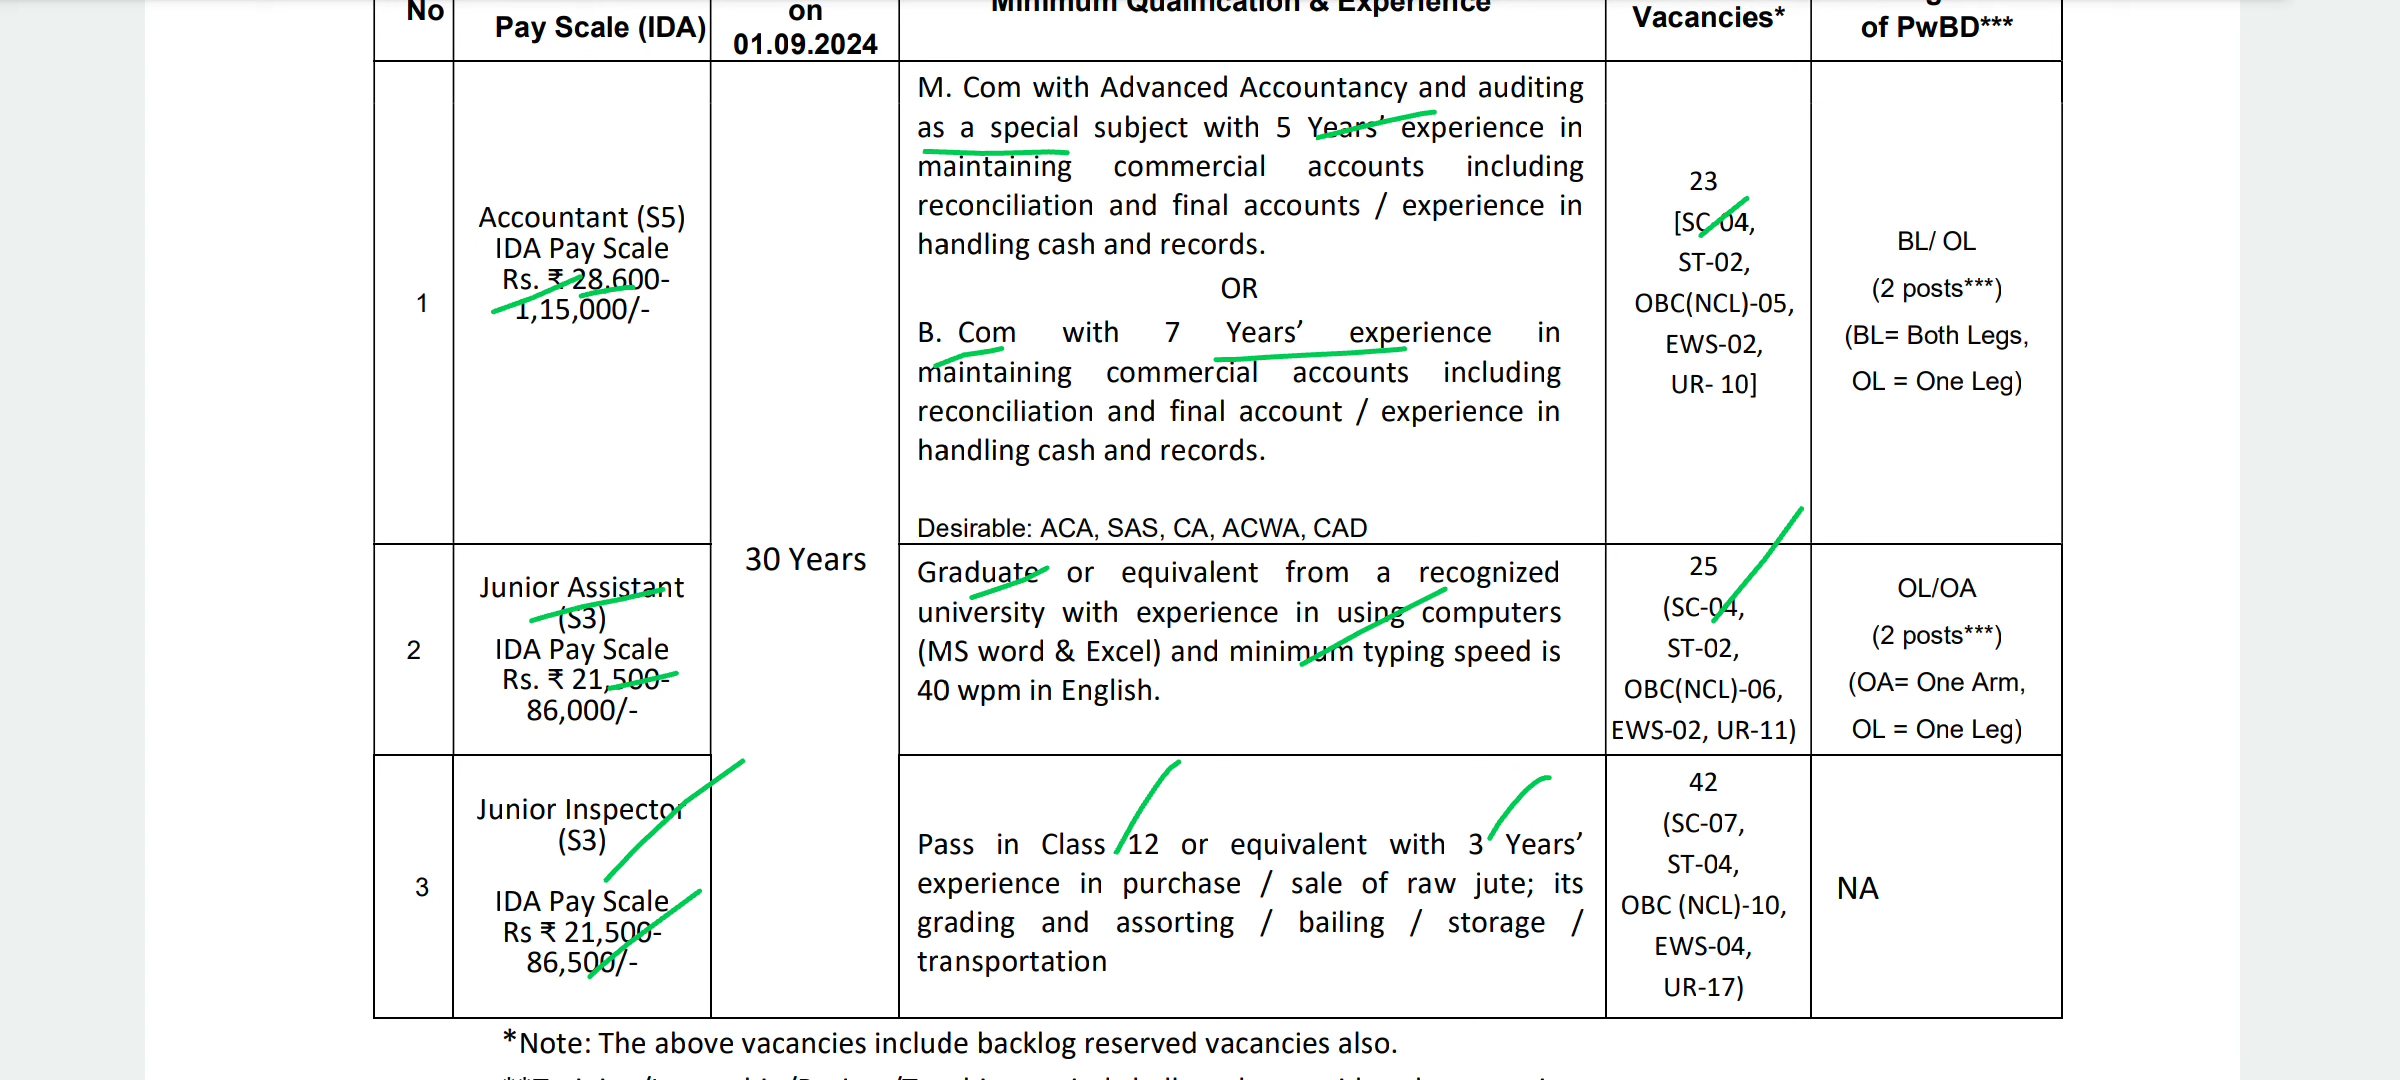 No
Pay Scale (IDA)
on
01.09.2024
Minimum Qualification & Experience
Vacancies*
of PwBD***
1
Accountant (S5)
IDA Pay Scale
Rs. ₹ 28,600-
1,15,000/-
30 Years
M. Com with Advanced Accountancy and auditing
as a special subject with 5 Years’ experience in
maintaining commercial accounts including
reconciliation and final accounts / experience in
handling cash and records.
OR
B. Com with 7 Years’ experience in
maintaining commercial accounts including
reconciliation and final account / experience in
handling cash and records.
Desirable: ACA, SAS, CA, ACWA, CAD
23
[SC-04,
ST-02,
OBC(NCL)-05,
EWS-02,
UR- 10]
BL/ OL
(2 posts***)
(BL= Both Legs,
OL = One Leg)
2
Junior Assistant
(S3)
IDA Pay Scale
Rs. ₹ 21,500-
86,000/-
Graduate or equivalent from a recognized
university with experience in using computers
(MS word & Excel) and minimum typing speed is
40 wpm in English.
25
(SC-04,
ST-02,
OBC(NCL)-06,
EWS-02, UR-11)
OL/OA
(2 posts***)
(OA= One Arm,
OL = One Leg)
3
Junior Inspector
(S3)
IDA Pay Scale
Rs ₹ 21,500-
86,500/-
Pass in Class 12 or equivalent with 3 Years’
experience in purchase / sale of raw jute; its
grading and assorting / bailing / storage /
transportation
42
(SC-07,
ST-04,
OBC (NCL)-10,
EWS-04,
UR-17)
NA
*Note: The above vacancies include backlog reserved vacancies also.